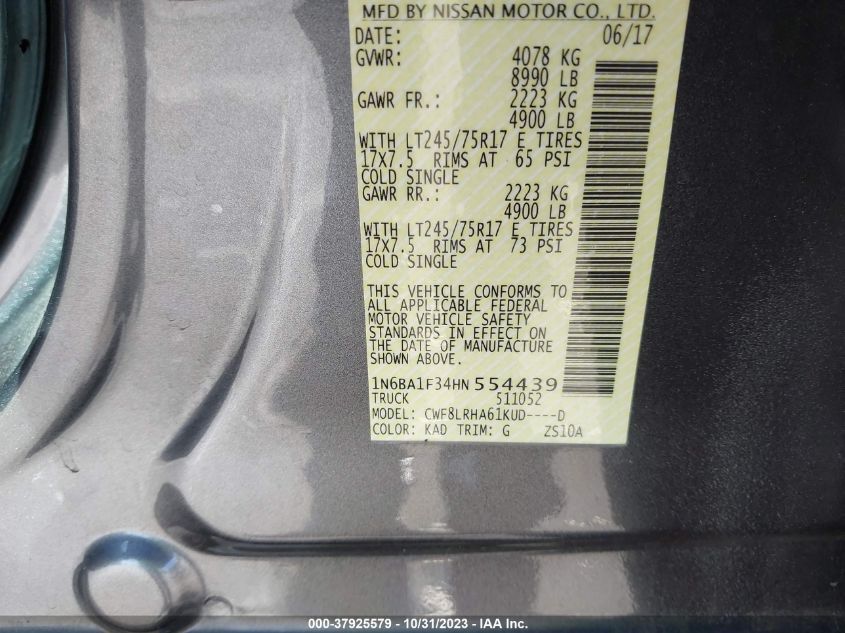 MFD BY NISSAN MOTOR CO., LTD.
DATE: 06/17
GVWR: 4078 KG
8990 LB
GAWR FR.: 2223 KG
4900 LB
WITH LT245/75R17 E TIRES
17X7.5 RIMS AT 65 PSI
COLD SINGLE
GAWR RR.: 2223 KG
4900 LB
WITH LT245/75R17 E TIRES
17X7.5 RIMS AT 73 PSI
COLD SINGLE
THIS VEHICLE CONFORMS TO
ALL APPLICABLE FEDERAL
MOTOR VEHICLE SAFETY
STANDARDS IN EFFECT ON
THE DATE OF MANUFACTURE
SHOWN ABOVE.
1N6BA1F34HN 554439
TRUCK 511052
MODEL: CWF8LRHA61KUD----D
COLOR: KAD TRIM: G ZS10A
000-37925579 - 10/31/2023 - IAA Inc.